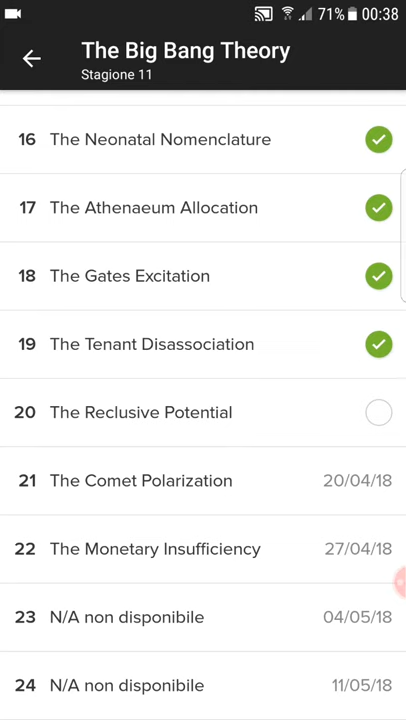 71% 00:38
The Big Bang Theory
Stagione 11
16 The Neonatal Nomenclature
17 The Athenaeum Allocation
18 The Gates Excitation
19 The Tenant Disassociation
20 The Reclusive Potential
21 The Comet Polarization 20/04/18
22 The Monetary Insufficiency 27/04/18
23 N/A non disponibile 04/05/18
24 N/A non disponibile 11/05/18